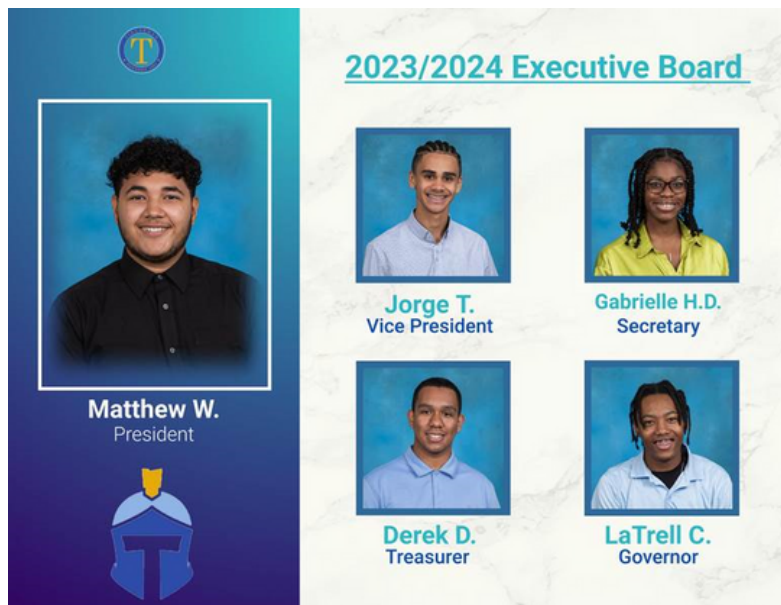 T
Matthew W.
President
2023/2024 Executive Board
Jorge T.
Vice President
Gabrielle H.D.
Secretary
Derek D.
Treasurer
LaTrell C.
Governor